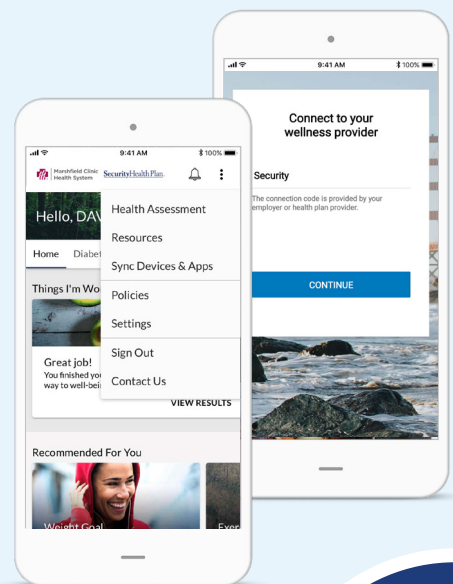 9:41 AM
100%
Marshfield Clinic
Health System
SecurityHealth Plan.
Hello, DAV
Home Diabet
Things I'm Wo
Great job!
You finished you
way to well-bei
VIEW RESULTS
Health Assessment
Resources
Sync Devices & Apps
Policies
Settings
Sign Out
Contact Us
Recommended For You
Weight Goal
Exer
9:41 AM
100%
Connect to your
wellness provider
Security
The connection code is provided by your
employer or health plan provider.
CONTINUE